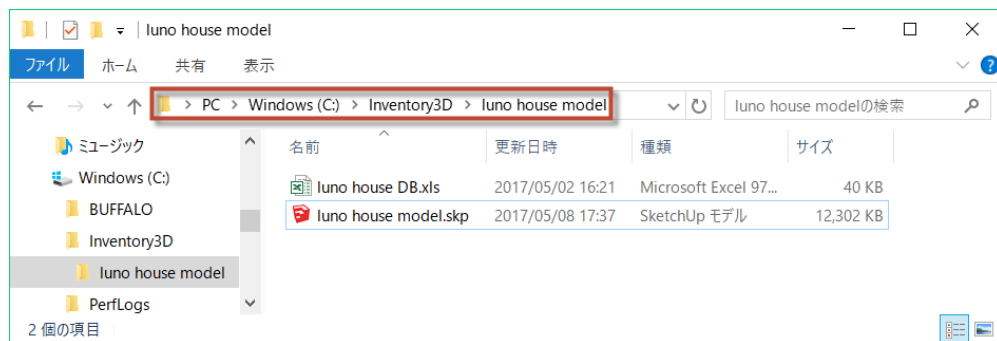 Iuno house model
ファイル ホーム 共有 表示
PC > Windows (C:) > Inventory3D > Iuno house model Iuno house modelの検索
名前 更新日時 種類 サイズ
ミュージック
Windows (C:)
BUFFALO
Inventory3D
Iuno house model
PerfLogs
Iuno house DB.xls 2017/05/02 16:21 Microsoft Excel 97... 40 KB
Iuno house model.skp 2017/05/08 17:37 SketchUp モデル 12,302 KB
2 個の項目